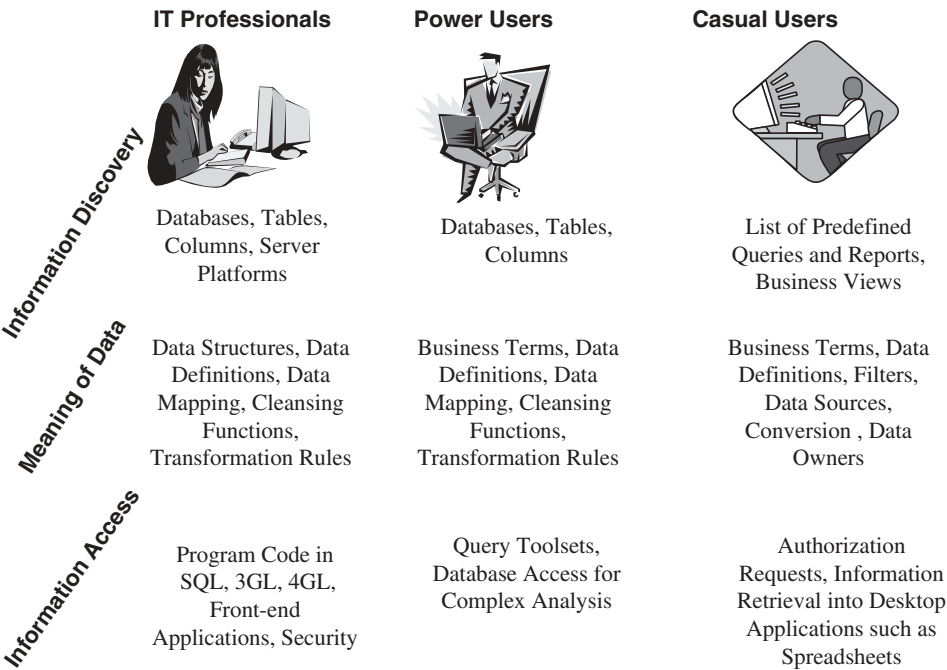 IT Professionals
Power Users
Casual Users
Information Discovery
Databases, Tables,
Columns, Server
Platforms
Databases, Tables,
Columns
List of Predefined
Queries and Reports,
Business Views
Meaning of Data
Data Structures, Data
Definitions, Data
Mapping, Cleansing
Functions,
Transformation Rules
Business Terms, Data
Definitions, Data
Mapping, Cleansing
Functions,
Transformation Rules
Business Terms, Data
Definitions, Filters,
Data Sources,
Conversion , Data
Owners
Information Access
Program Code in
SQL, 3GL, 4GL,
Front-end
Applications, Security
Query Toolsets,
Database Access for
Complex Analysis
Authorization
Requests, Information
Retrieval into Desktop
Applications such as
Spreadsheets